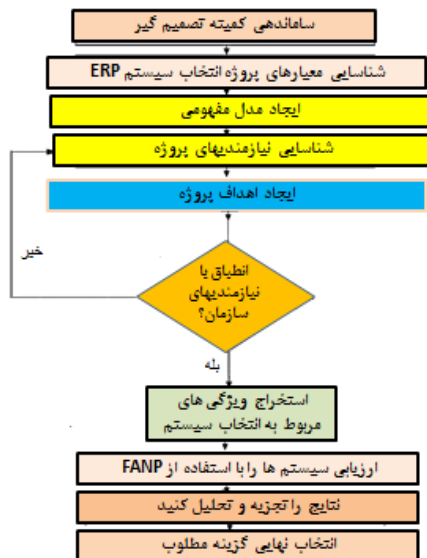 ساماندهی کمیته تصمیم گیر
شناسایی معیارهای پروژه انتخاب سیستم ERP
ایجاد مدل مفهومی
شناسایی نیازمندیهای پروژه
ایجاد اهداف پروژه
خیر
انطباق با
نیازمندیهای
سازمان؟
بله
استخراج ویژگی های
مربوط به انتخاب سیستم
ارزیابی سیستم ها را با استفاده از FANP
نتایج را تجزیه و تحلیل کنید
انتخاب نهایی گزینه مطلوب